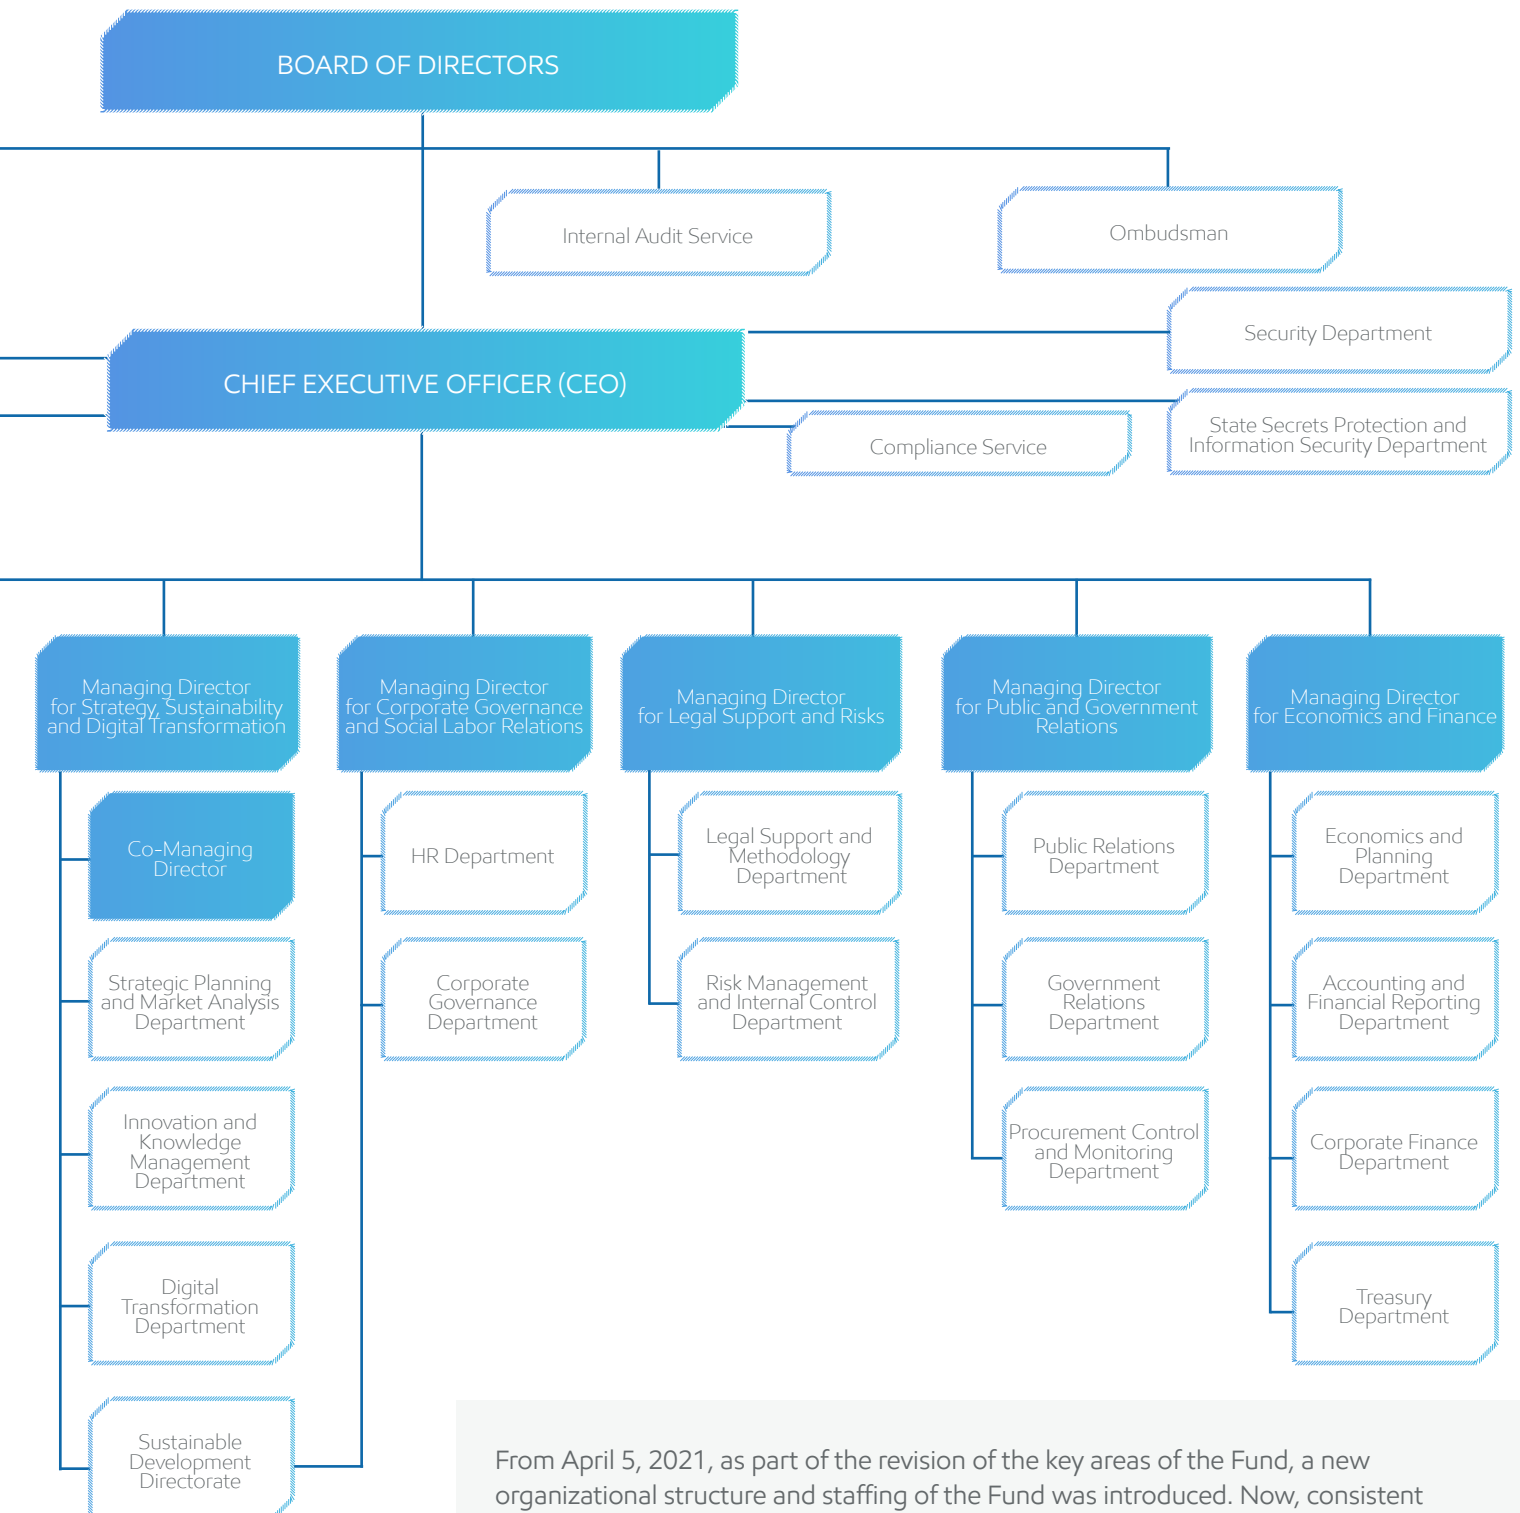 BOARD OF DIRECTORS
Internal Audit Service
Ombudsman
Security Department
CHIEF EXECUTIVE OFFICER (CEO)
State Secrets Protection and
Information Security Department
Compliance Service
Managing Director
for Strategy, Sustainability
and Digital Transformation
Managing Director
for Corporate Governance
and Social Labor Relations
Managing Director
for Legal Support and Risks
Managing Director
for Public and Government
Relations
Managing Director
for Economics and Finance
Co-Managing
Director
HR Department
Legal Support and
Methodology
Department
Public Relations
Department
Economics and
Planning
Department
Strategic Planning
and Market Analysis
Department
Corporate
Governance
Department
Risk Management
and Internal Control
Department
Government
Relations
Department
Accounting and
Financial Reporting
Department
Innovation and
Knowledge
Management
Department
Procurement Control
and Monitoring
Department
Corporate Finance
Department
Digital
Transformation
Department
Treasury
Department
Sustainable
Development
Directorate
From April 5, 2021, as part of the revision of the key areas of the Fund, a new
organizational structure and staffing of the Fund was introduced. Now, consistent